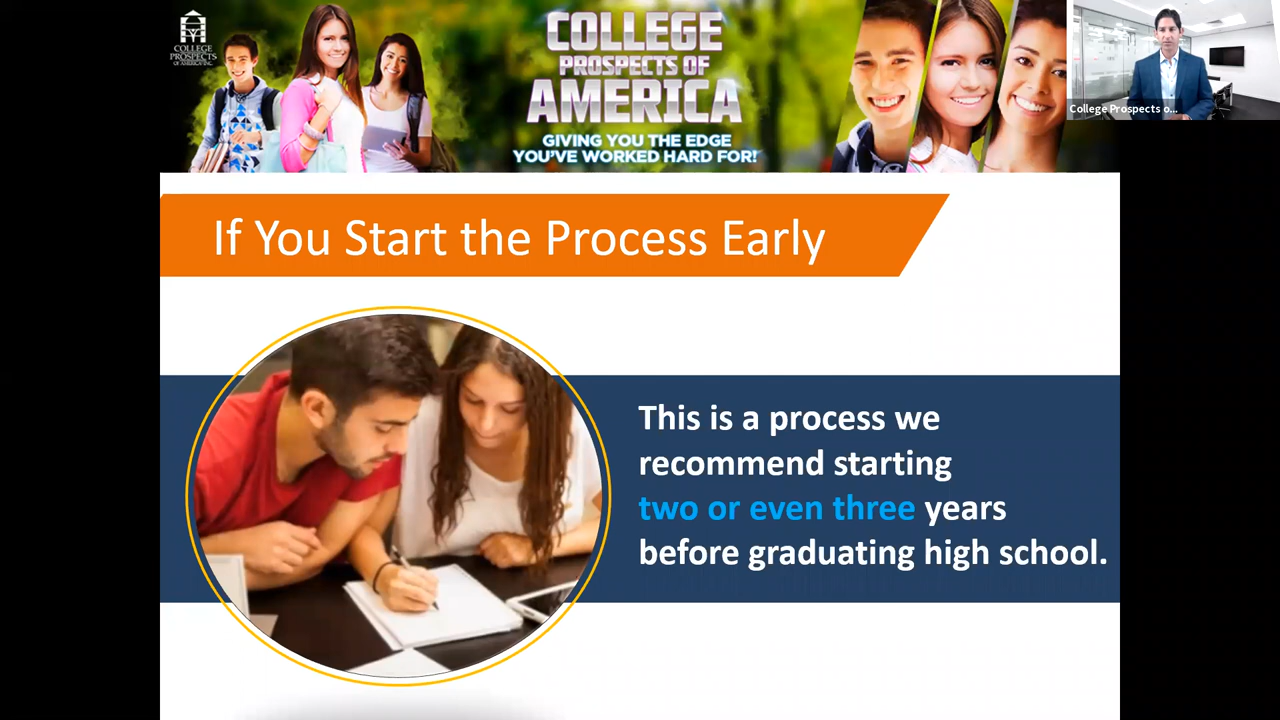 COLLEGE
PROSPECTS
OF AMERICA INC.
COLLEGE
PROSPECTS OF
AMERICA
GIVING YOU THE EDGE
YOU'VE WORKED HARD FOR!
College Prospects o...
If You Start the Process Early
This is a process we
recommend starting
two or even three years
before graduating high school.